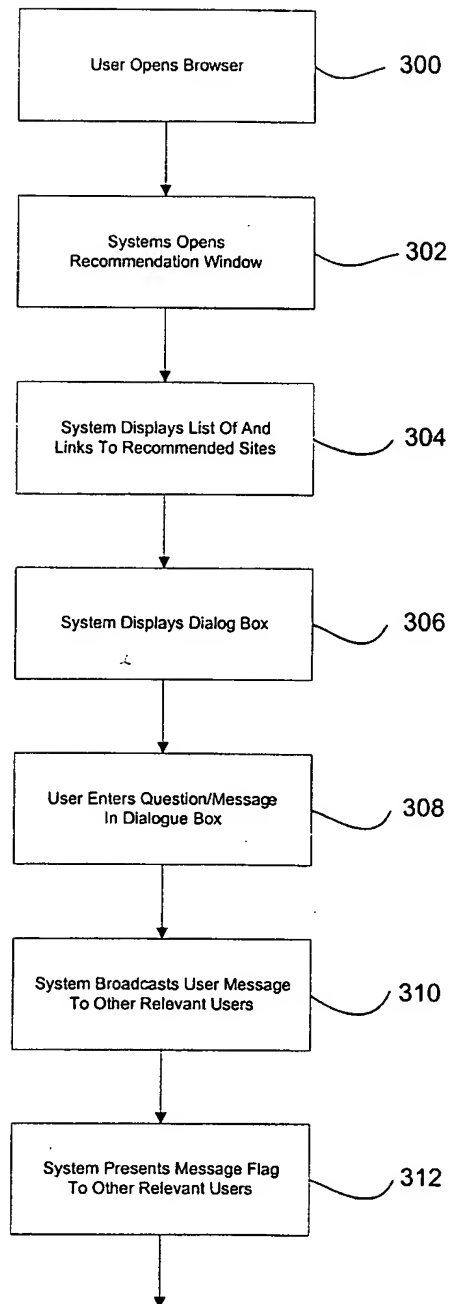 User Opens Browser
300
Systems Opens
Recommendation Window
302
System Displays List Of And
Links To Recommended Sites
304
System Displays Dialog Box
306
User Enters Question/Message
In Dialogue Box
308
System Broadcasts User Message
To Other Relevant Users
310
System Presents Message Flag
To Other Relevant Users
312